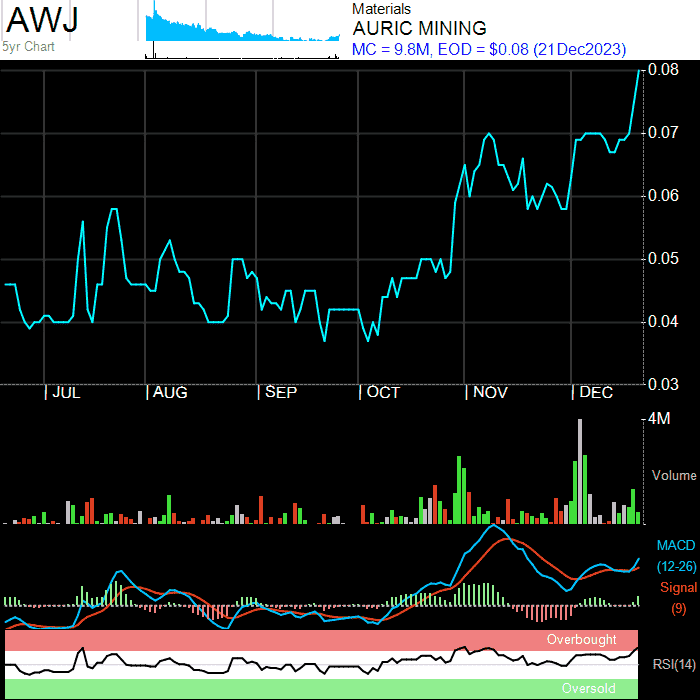 AWJ
5yr Chart
Materials
AURIC MINING
MC = 9.8M, EOD = $0.08 (21Dec2023)
0.08
0.07
0.06
0.05
0.04
0.03
| JUL | AUG | SEP | OCT | NOV | DEC
4M
Volume
MACD
(12-26)
Signal
(9)
Overbought
RSI(14)
Oversold